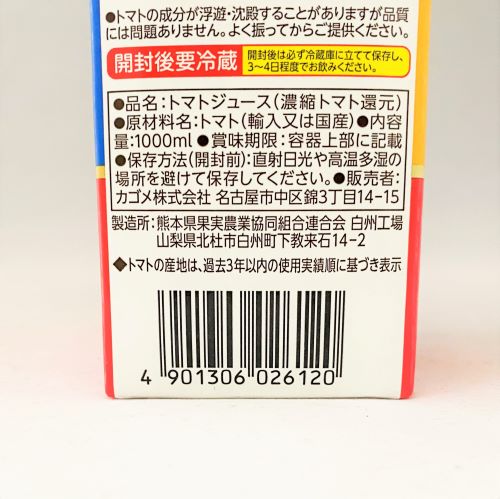 ●トマトの成分が浮遊・沈殿することがありますが品質
には問題ありません。よく振ってからご提供ください。
開封後要冷蔵
開封後は必ず冷蔵庫に立てて保存し、
3〜4日程度でお飲みください。
●品名：トマトジュース（濃縮トマト還元）
●原材料名：トマト（輸入又は国産）●内容
量：1000ml ●賞味期限：容器上部に記載
●保存方法（開封前）：直射日光や高温多湿の
場所を避けて保存してください。●販売者：
カゴメ株式会社 名古屋市中区錦3丁目14-15
製造所：熊本県果実農業協同組合連合会 白州工場
山梨県北杜市白州町下教来石14-2
◆トマトの産地は、過去3年以内の使用実績順に基づき表示
4 901306 026120